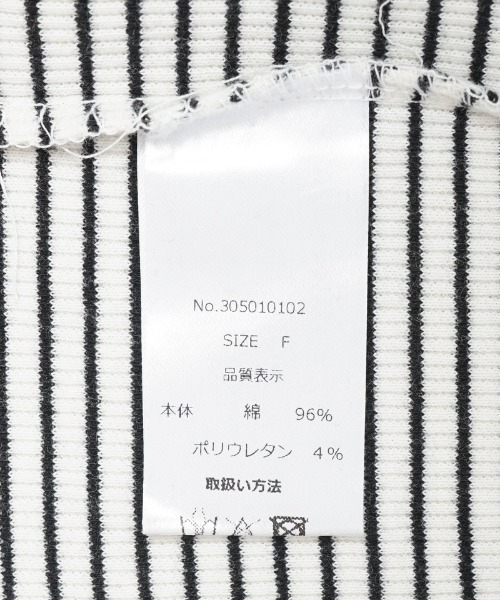 No.305010102
SIZE F
品質表示
本体 綿 96%
ポリウレタン 4%
取扱い方法